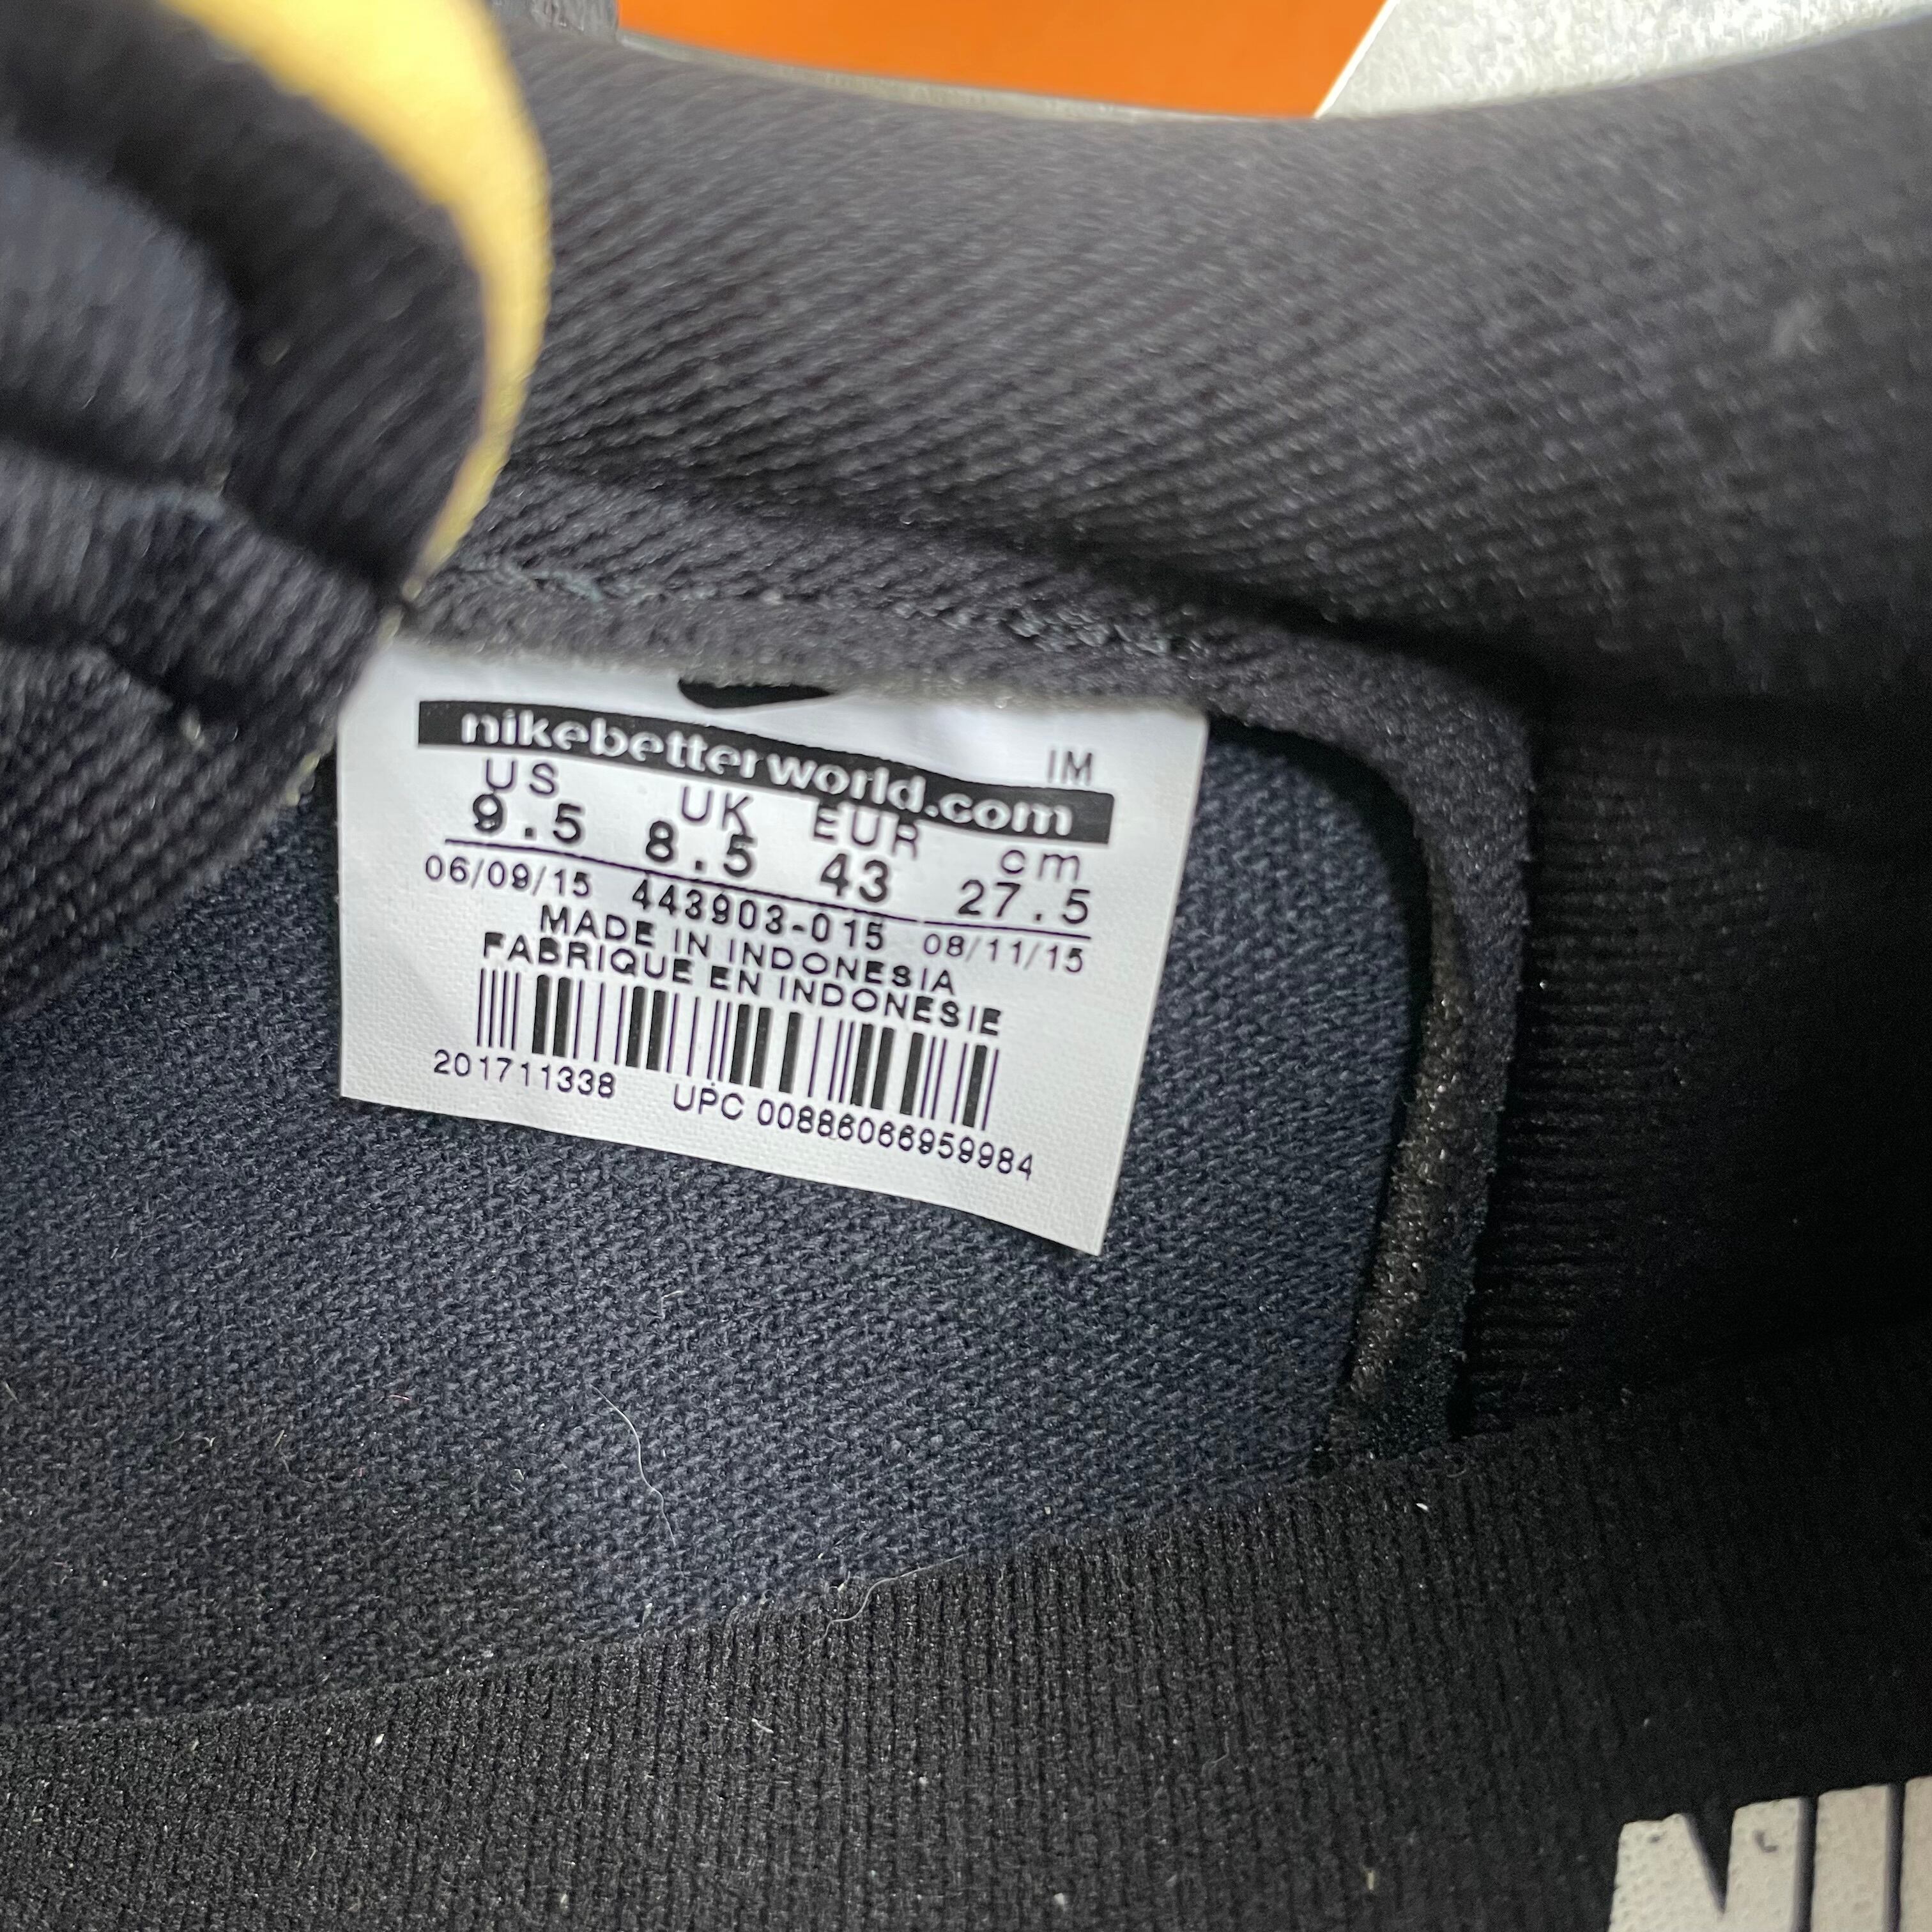 nikebetterworld.com
IM
US UK EUR cm
9.5 8.5 43 27.5
06/09/15 443903-015 08/11/15
MADE IN INDONESIA
FABRIQUE EN INDONESIE
201711338 UPC 00886066959984